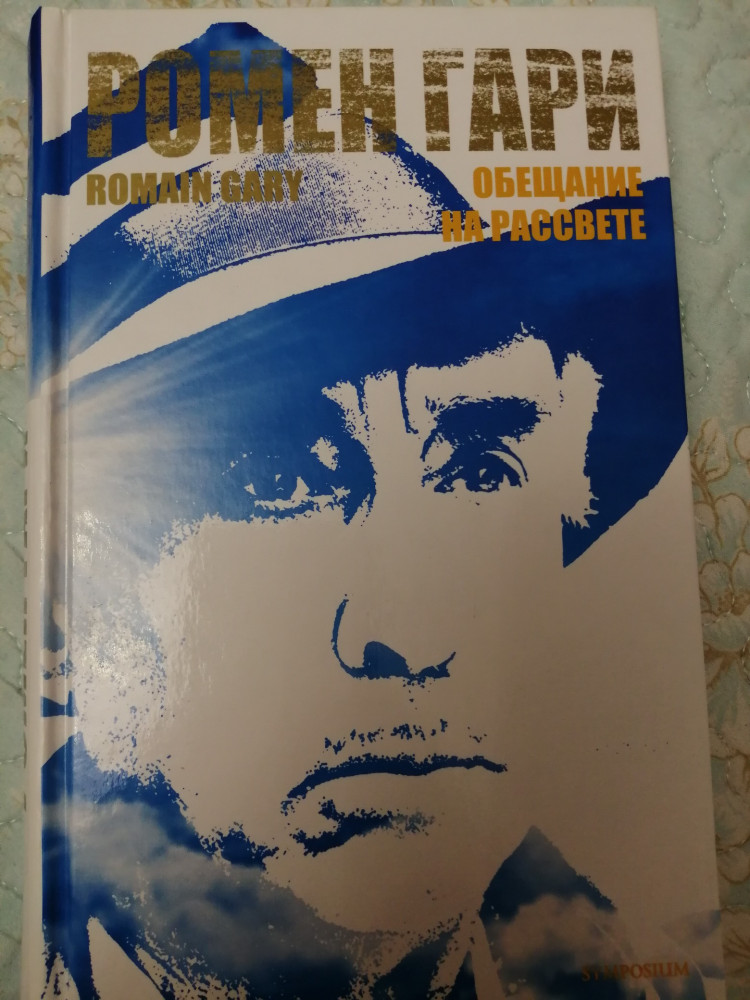 РОМЕН ГАРИ
ROMAIN GARY
ОБЕЩАНИЕ
НА РАССВЕТЕ
SYMPOSIUM